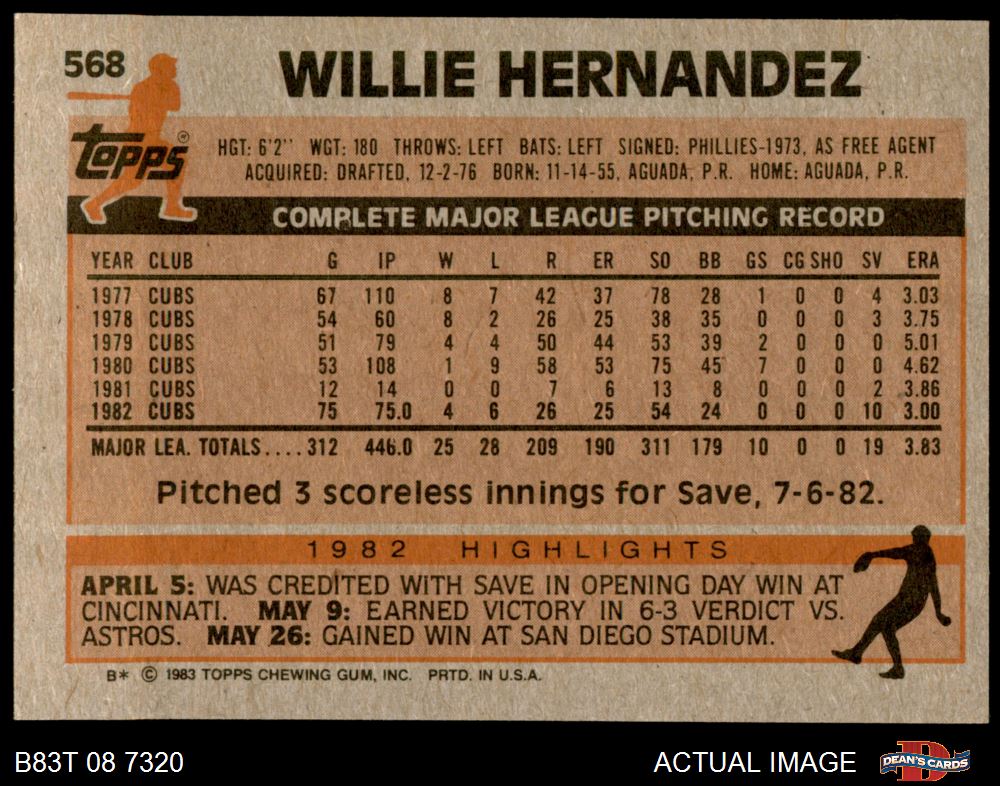 568
WILLIE HERNANDEZ
Topps®
HGT: 6'2" WGT: 180 THROWS: LEFT BATS: LEFT SIGNED: PHILLIES-1973, AS FREE AGENT
ACQUIRED: DRAFTED, 12-2-76 BORN: 11-14-55, AGUADA, P.R. HOME: AGUADA, P.R.
COMPLETE MAJOR LEAGUE PITCHING RECORD
YEAR CLUB G IP W L R ER SO BB GS CG SHO SV ERA
1977 CUBS 67 110 8 7 42 37 78 28 1 0 0 4 3.03
1978 CUBS 54 60 8 2 26 25 38 35 0 0 0 3 3.75
1979 CUBS 51 79 4 4 50 44 53 39 2 0 0 0 5.01
1980 CUBS 53 108 1 9 58 53 75 45 7 0 0 0 4.62
1981 CUBS 12 14 0 0 7 6 13 8 0 0 0 2 3.86
1982 CUBS 75 75.0 4 6 26 25 54 24 0 0 0 10 3.00
MAJOR LEA. TOTALS....312 446.0 25 28 209 190 311 179 10 0 0 19 3.83
Pitched 3 scoreless innings for Save, 7-6-82.
1982 HIGHLIGHTS
APRIL 5: WAS CREDITED WITH SAVE IN OPENING DAY WIN AT
CINCINNATI. MAY 9: EARNED VICTORY IN 6-3 VERDICT VS.
ASTROS. MAY 26: GAINED WIN AT SAN DIEGO STADIUM.
B* © 1983 TOPPS CHEWING GUM, INC. PRTD. IN U.S.A.
B83T 08 7320
ACTUAL IMAGE
D
DEAN'S CARDS